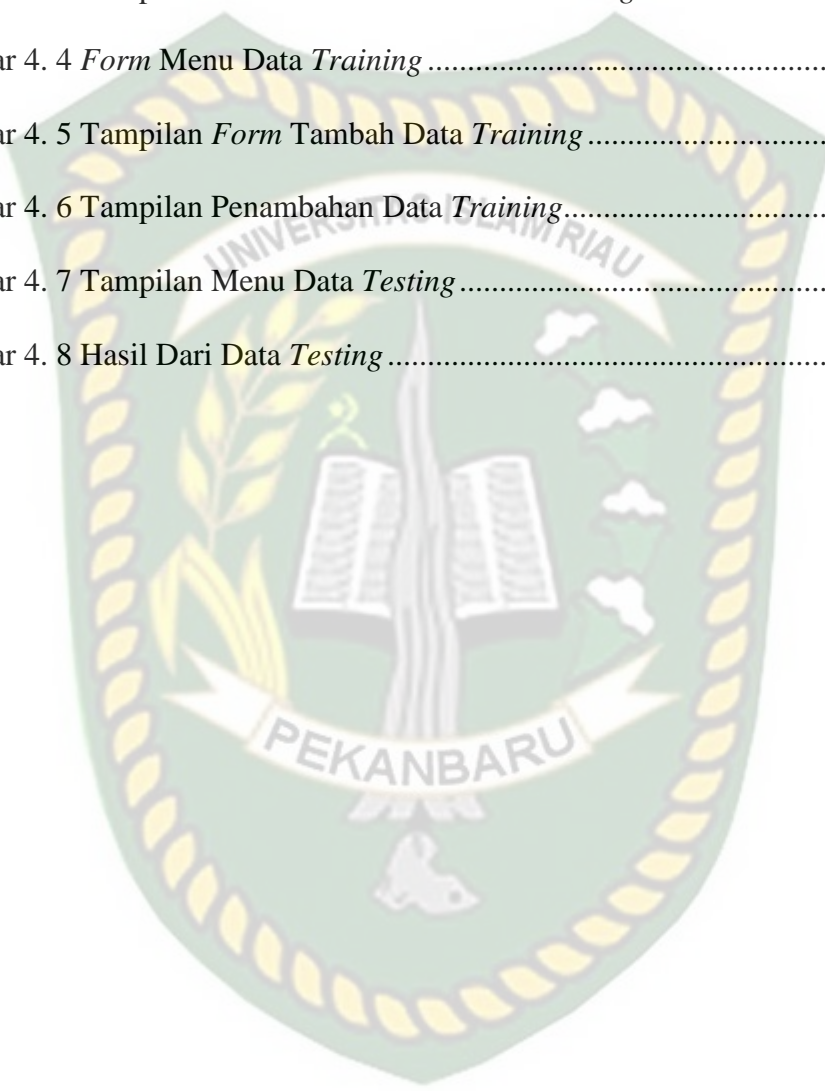 ar 4. 4 Form Menu Data Training ........................................................
ar 4. 5 Tampilan Form Tambah Data Training ....................................
ar 4. 6 Tampilan Penambahan Data Training.......................................
ar 4. 7 Tampilan Menu Data Testing ....................................................
ar 4. 8 Hasil Dari Data Testing .............................................................
UNIVERSITAS ISLAM RIAU
PEKANBARU